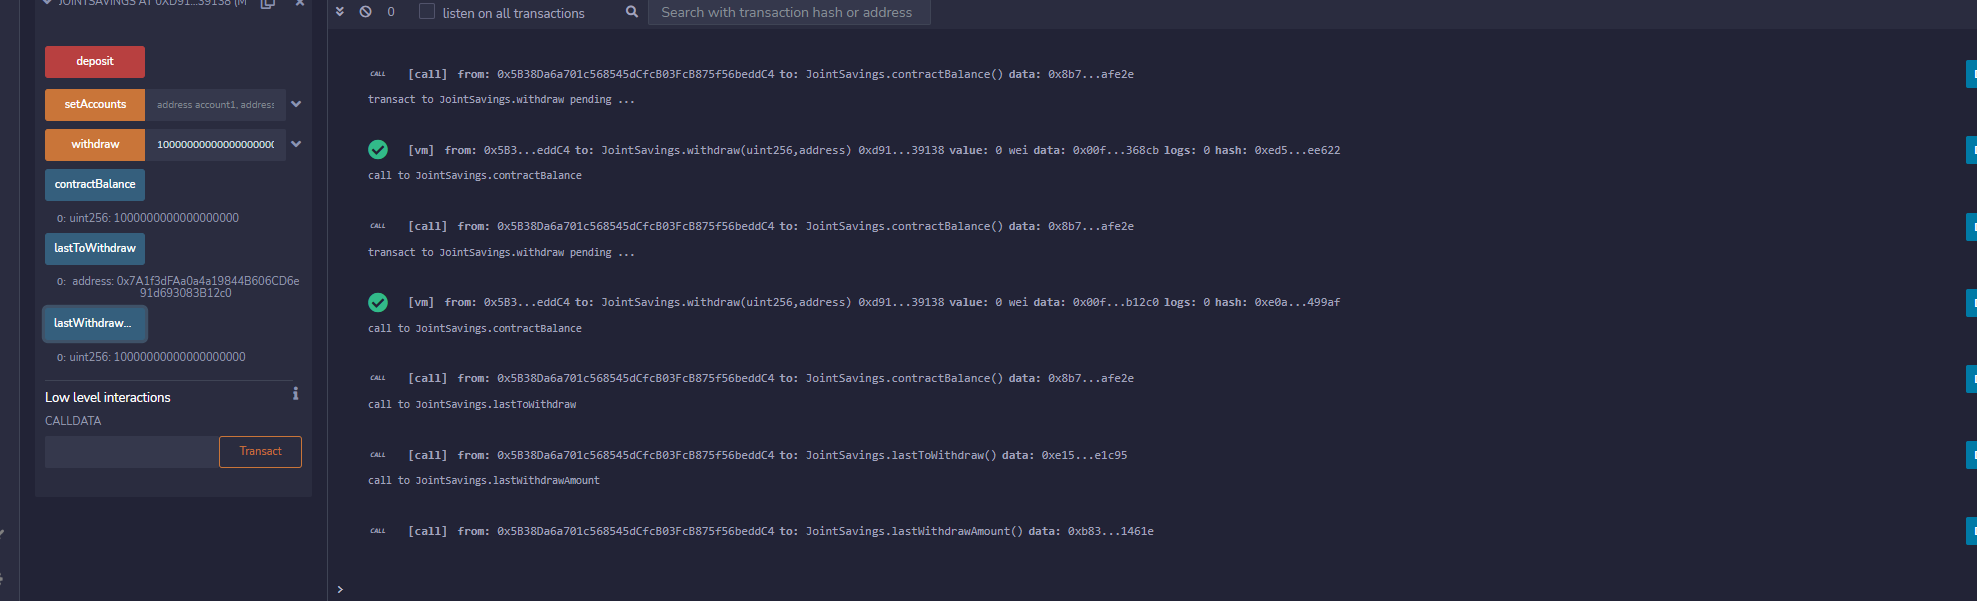 JOINTSAVINGS AT 0XD91...39138 (M
deposit
setAccounts address account1, address
withdraw 10000000000000000000
contractBalance
0: uint256: 1000000000000000000
lastToWithdraw
0: address: 0x7A1f3dFAa0a4a19844B606CD6e
91d693083B12c0
lastWithdraw...
0: uint256: 10000000000000000000
Low level interactions
CALLDATA
Transact
0 listen on all transactions Search with transaction hash or address
CALL [call] from: 0x5B38Da6a701c568545dCfcB03FcB875f56beddC4 to: JointSavings.contractBalance() data: 0x8b7...afe2e
transact to JointSavings.withdraw pending ...
[vm] from: 0x5B3...eddC4 to: JointSavings.withdraw(uint256,address) 0xd91...39138 value: 0 wei data: 0x00f...368cb logs: 0 hash: 0xed5...ee622
call to JointSavings.contractBalance
CALL [call] from: 0x5B38Da6a701c568545dCfcB03FcB875f56beddC4 to: JointSavings.contractBalance() data: 0x8b7...afe2e
transact to JointSavings.withdraw pending ...
[vm] from: 0x5B3...eddC4 to: JointSavings.withdraw(uint256,address) 0xd91...39138 value: 0 wei data: 0x00f...b12c0 logs: 0 hash: 0xe0a...499af
call to JointSavings.contractBalance
CALL [call] from: 0x5B38Da6a701c568545dCfcB03FcB875f56beddC4 to: JointSavings.contractBalance() data: 0x8b7...afe2e
call to JointSavings.lastToWithdraw
CALL [call] from: 0x5B38Da6a701c568545dCfcB03FcB875f56beddC4 to: JointSavings.lastToWithdraw() data: 0xe15...e1c95
call to JointSavings.lastWithdrawAmount
CALL [call] from: 0x5B38Da6a701c568545dCfcB03FcB875f56beddC4 to: JointSavings.lastWithdrawAmount() data: 0xb83...1461e
>